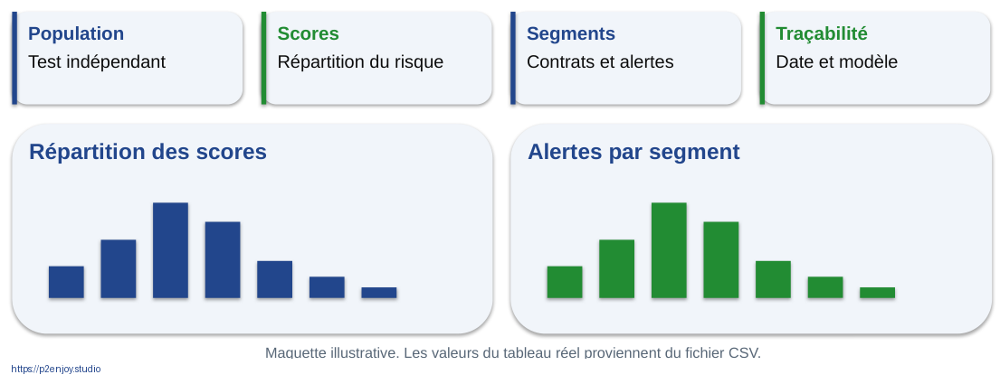 Population
Test indépendant
Scores
Répartition du risque
Segments
Contrats et alertes
Traçabilité
Date et modèle
Répartition des scores
Alertes par segment
Maquette illustrative. Les valeurs du tableau réel proviennent du fichier CSV.
https://p2enjoy.studio